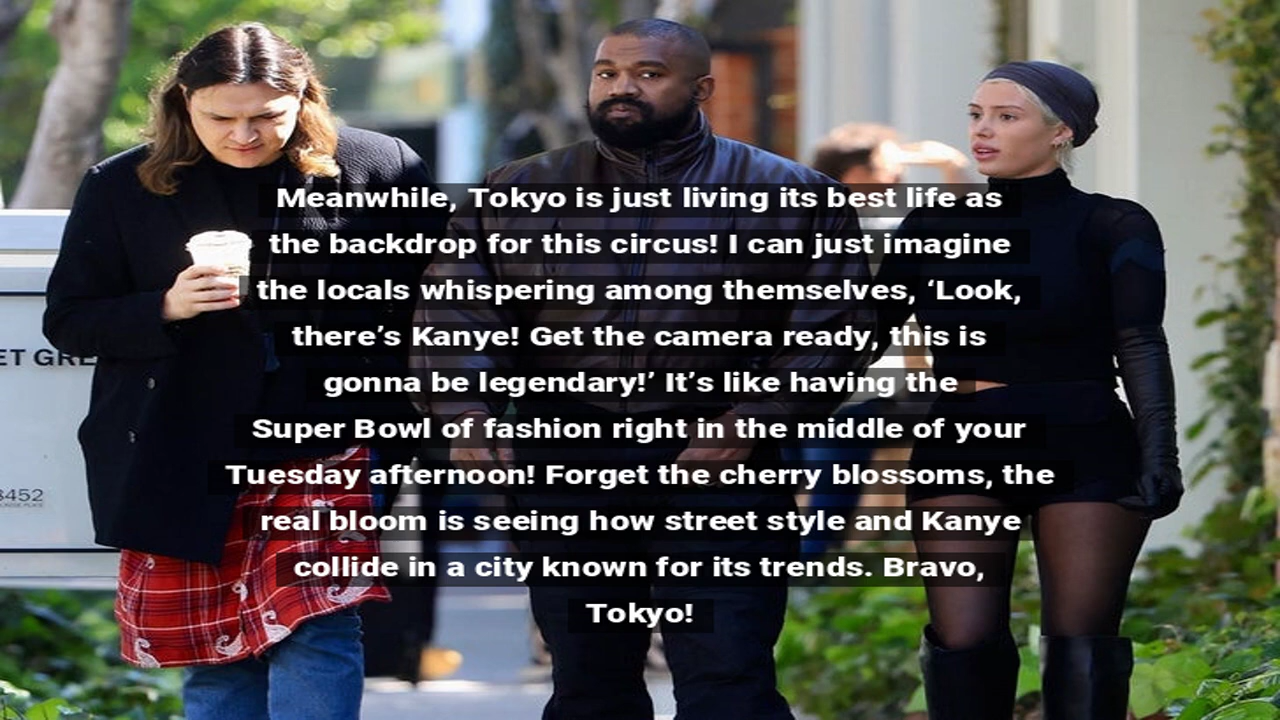 Meanwhile, Tokyo is just living its best life as
the backdrop for this circus! I can just imagine
the locals whispering among themselves, ‘Look,
there’s Kanye! Get the camera ready, this is
gonna be legendary!’ It’s like having the
Super Bowl of fashion right in the middle of your
Tuesday afternoon! Forget the cherry blossoms, the
real bloom is seeing how street style and Kanye
collide in a city known for its trends. Bravo,
Tokyo!
ET GRE
452